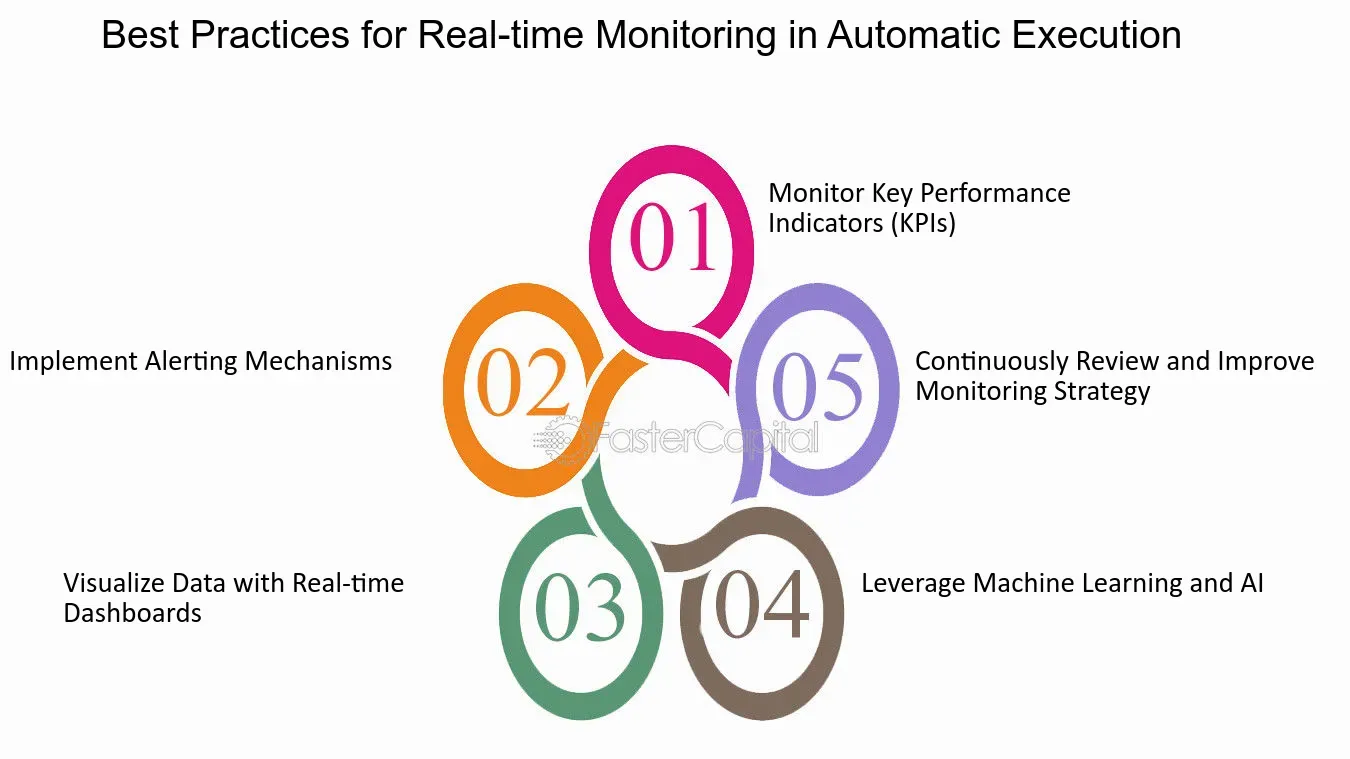 Best Practices for Real-time Monitoring in Automatic Execution
01
Monitor Key Performance
Indicators (KPIs)
02
Implement Alerting Mechanisms
03
Visualize Data with Real-time
Dashboards
04
Leverage Machine Learning and AI
05
Continuously Review and Improve
Monitoring Strategy
FasterCapital